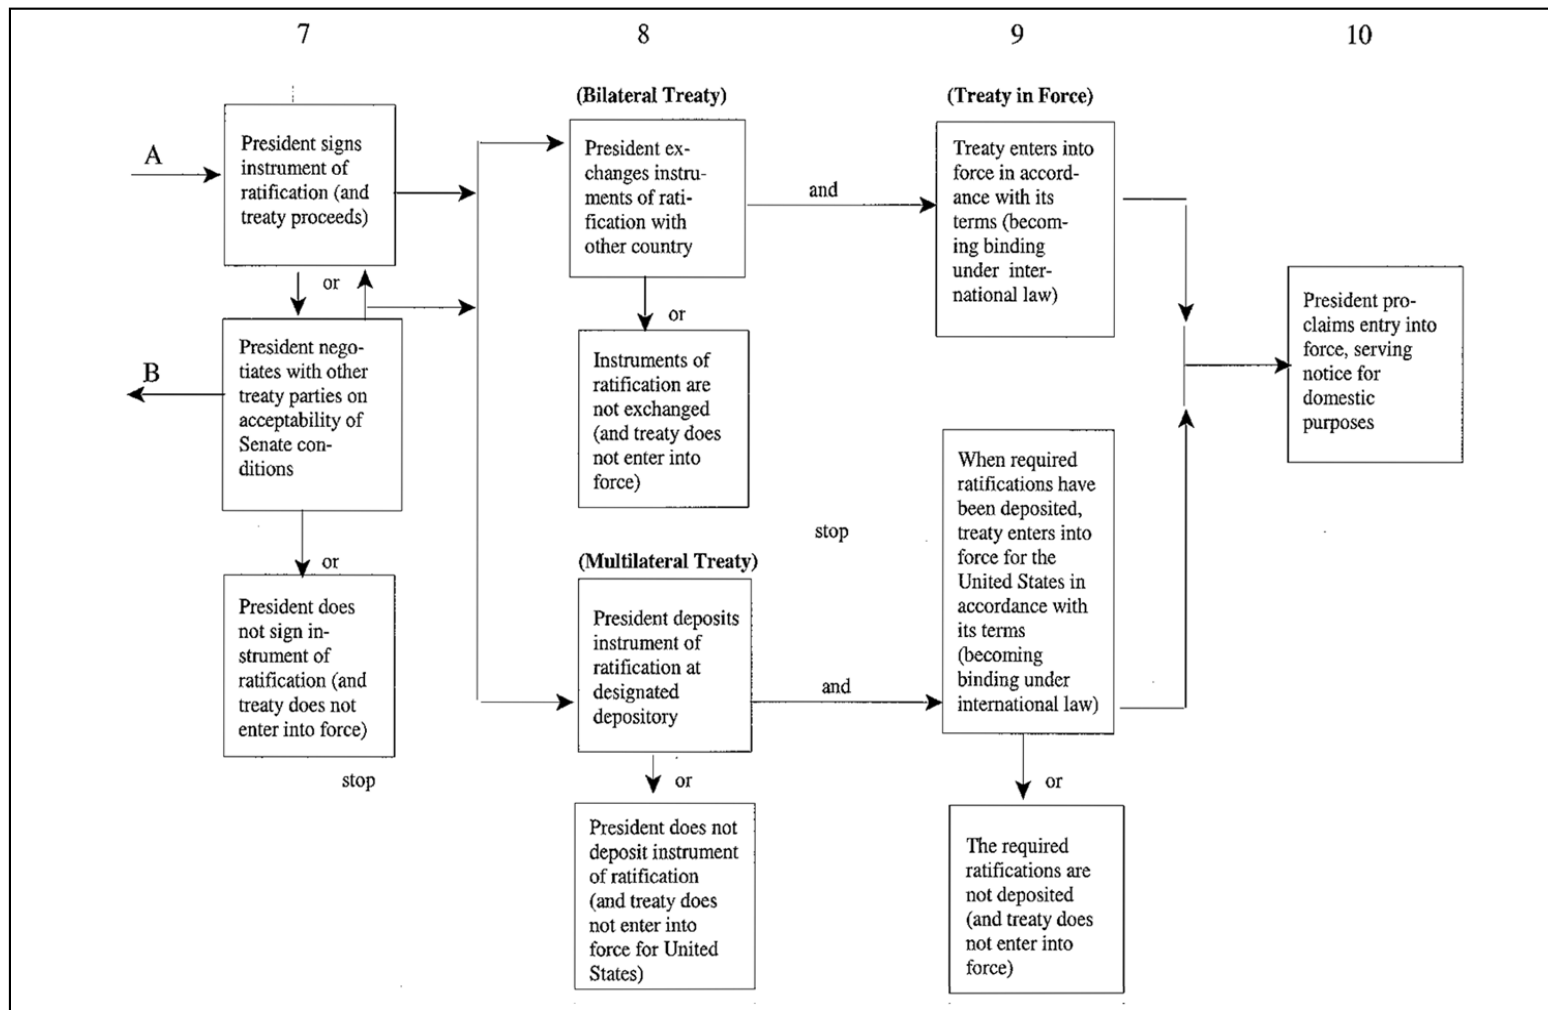 7
8
9
10
A
President signs
instrument of
ratification (and
treaty proceeds)
or
B
President nego-
tiates with other
treaty parties on
acceptability of
Senate con-
ditions
or
President does
not sign in-
strument of
ratification (and
treaty does not
enter into force)
stop
(Bilateral Treaty)
President ex-
changes instru-
ments of rati-
fication with
other country
and
or
Instruments of
ratification are
not exchanged
(and treaty does
not enter into
force)
stop
(Multilateral Treaty)
President deposits
instrument of
ratification at
designated
depository
and
or
President does not
deposit instrument
of ratification
(and treaty does
not enter into
force for United
States)
(Treaty in Force)
Treaty enters into
force in accord-
ance with its
terms (becom-
ing binding
under inter-
national law)
When required
ratifications have
been deposited,
treaty enters into
force for the
United States in
accordance with
its terms
(becoming
binding under
international law)
or
The required
ratifications are
not deposited
(and treaty does
not enter into
force)
President pro-
claims entry into
force, serving
notice for
domestic
purposes